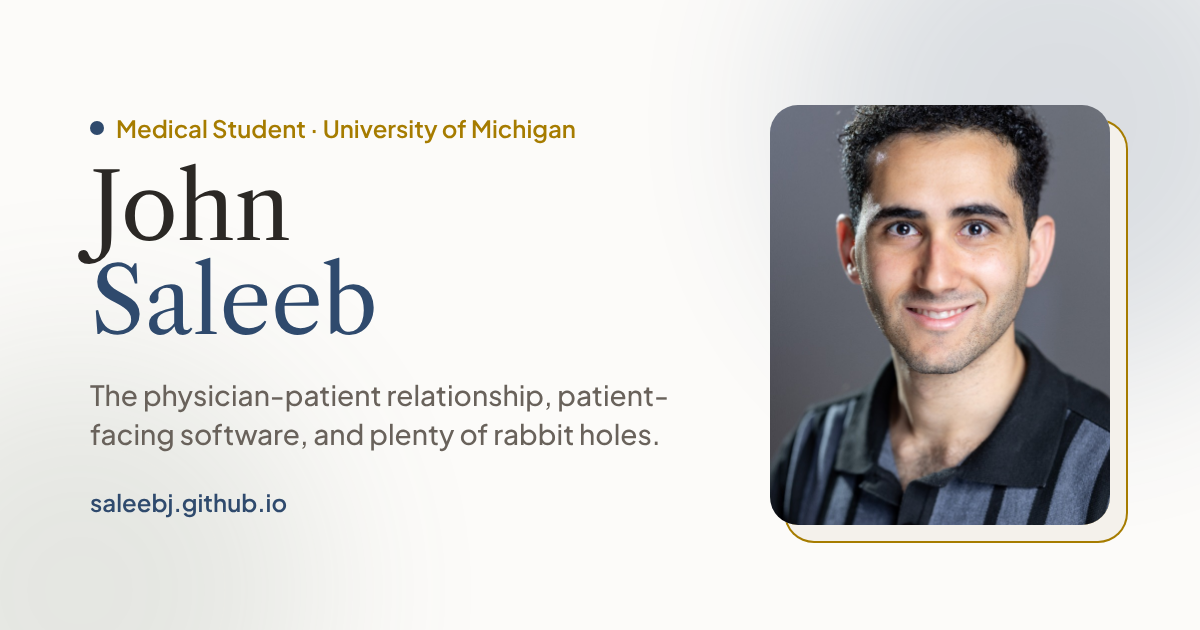 Medical Student · University of Michigan
John
Saleeb
The physician-patient relationship, patient-
facing software, and plenty of rabbit holes.
saleebj.github.io